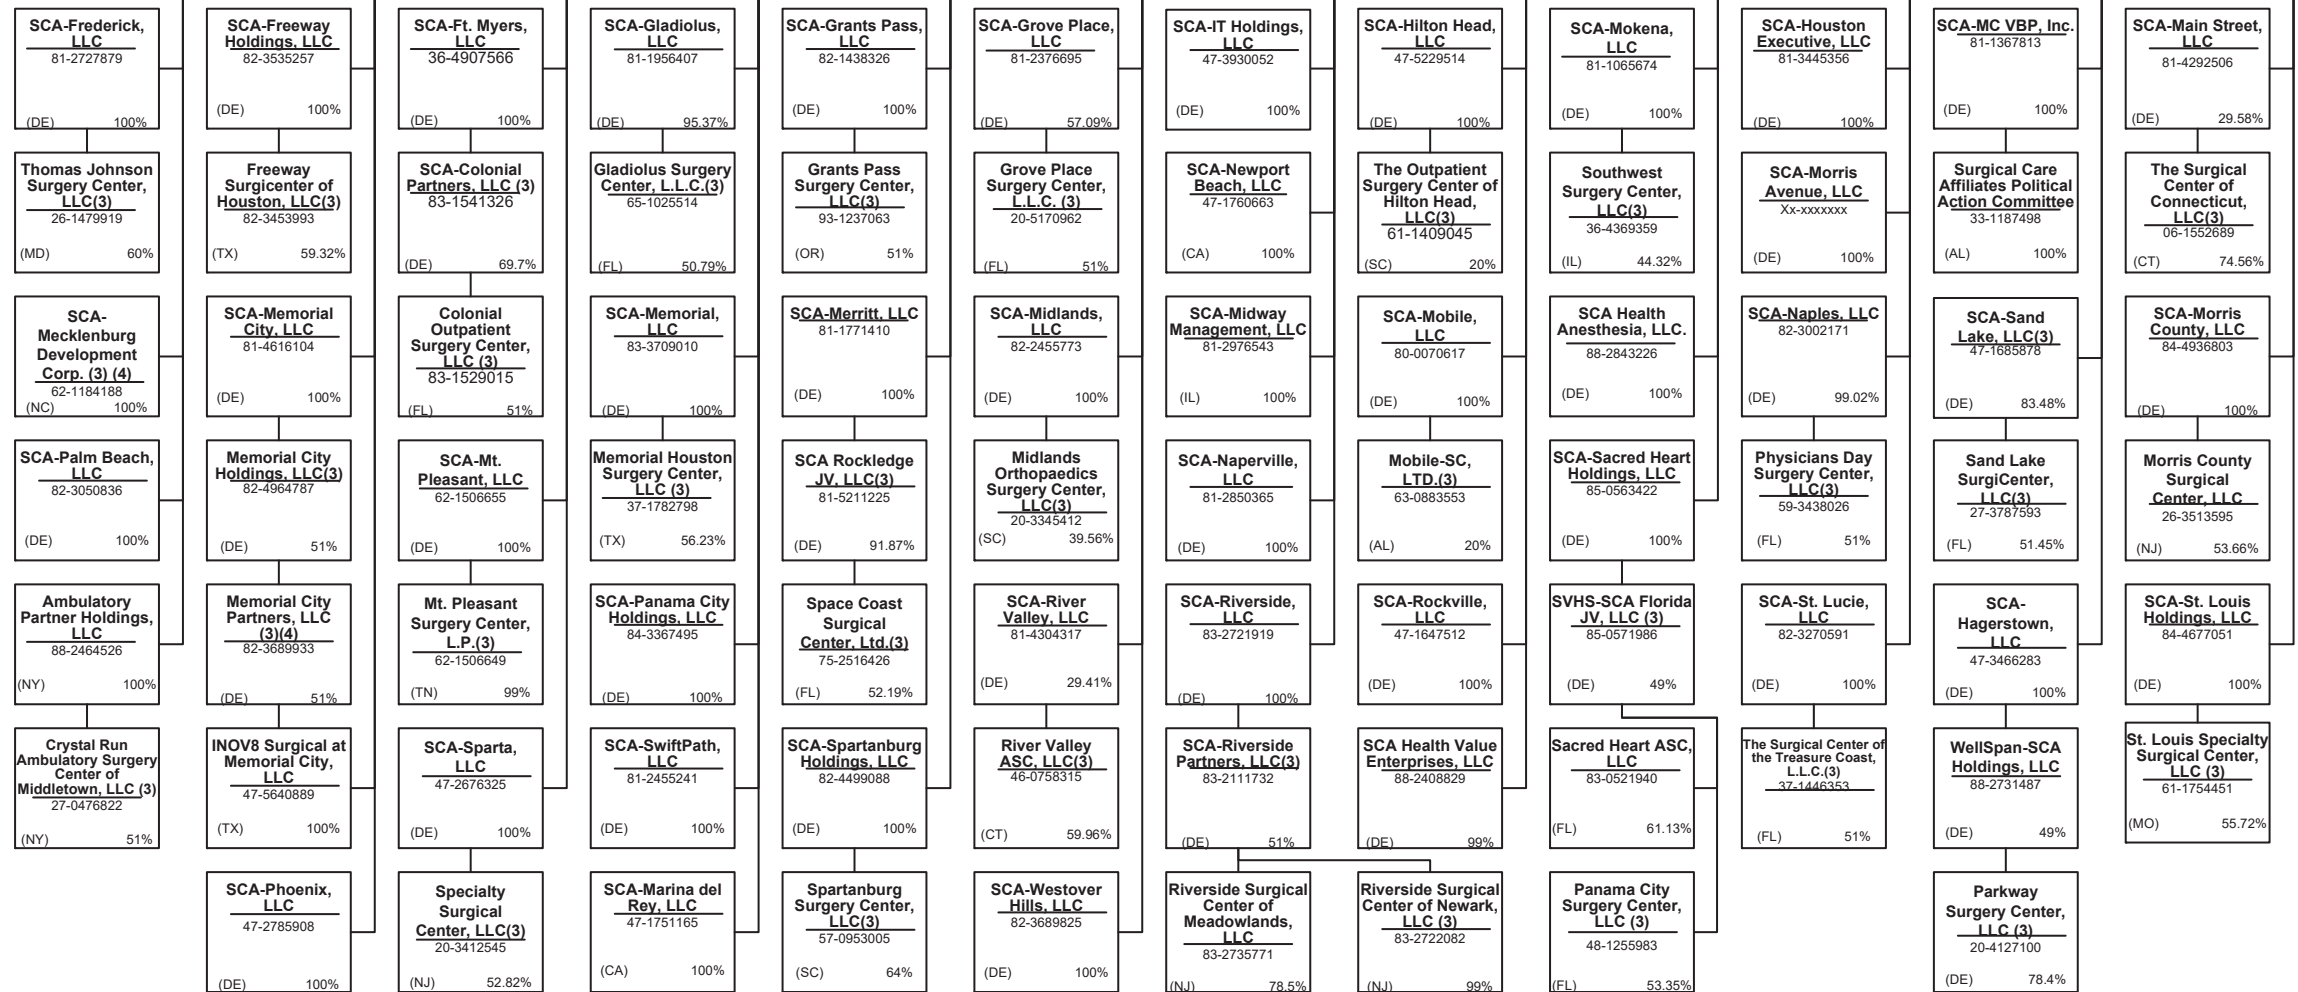 SCA-Frederick,
LLC
81-2727879
(DE) 100%
SCA-Freeway
Holdings, LLC
82-3535257
(DE) 100%
SCA-Ft. Myers,
LLC
36-4907566
(DE) 100%
SCA-Gladiolus,
LLC
81-1956407
(DE) 95.37%
SCA-Grants Pass,
LLC
82-1438326
(DE) 100%
SCA-Grove Place,
LLC
81-2376695
(DE) 57.09%
SCA-IT Holdings,
LLC
47-3930052
(DE) 100%
SCA-Hilton Head,
LLC
47-5229514
(DE) 100%
SCA-Mokena,
LLC
81-1065674
(DE) 100%
SCA-Houston
Executive, LLC
81-3445356
(DE) 100%
SCA-MC VBP, Inc.
81-1367813
(DE) 100%
SCA-Main Street,
LLC
81-4292506
(DE) 29.58%
Thomas Johnson
Surgery Center,
LLC(3)
26-1479919
(MD) 60%
Freeway
Surgicenter of
Houston, LLC(3)
82-3453993
(TX) 59.32%
SCA-Colonial
Partners, LLC (3)
83-1541326
(DE) 69.7%
Gladiolus Surgery
Center, L.L.C.(3)
65-1025514
(FL) 50.79%
Grants Pass
Surgery Center,
LLC(3)
93-1237063
(OR) 51%
Grove Place
Surgery Center,
L.L.C. (3)
20-5170962
(FL) 51%
SCA-Newport
Beach, LLC
47-1760663
(CA) 100%
The Outpatient
Surgery Center of
Hilton Head,
LLC(3)
61-1409045
(SC) 20%
Southwest
Surgery Center,
LLC(3)
36-4369359
(IL) 44.32%
SCA-Morris
Avenue, LLC
Xx-xxxxxxx
(DE) 100%
Surgical Care
Affiliates Political
Action Committee
33-1187498
(AL) 100%
The Surgical
Center of
Connecticut,
LLC(3)
06-1552689
(CT) 74.56%
SCA-
Mecklenburg
Development
Corp. (3) (4)
62-1184188
(NC) 100%
SCA-Memorial
City, LLC
81-4616104
(DE) 100%
Colonial
Outpatient
Surgery Center,
LLC (3)
83-1529015
(FL) 51%
SCA-Memorial,
LLC
83-3709010
(DE) 100%
SCA-Merritt, LLC
81-1771410
(DE) 100%
SCA-Midlands,
LLC
82-2455773
(DE) 100%
SCA-Midway
Management, LLC
81-2976543
(IL) 100%
SCA-Mobile,
LLC
80-0070617
(DE) 100%
SCA Health
Anesthesia, LLC.
88-2843226
(DE) 100%
SCA-Naples, LLC
82-3002171
(DE) 99.02%
SCA-Sand
Lake, LLC(3)
47-1685878
(DE) 83.48%
SCA-Morris
County, LLC
84-4936803
(DE) 100%
SCA-Palm Beach,
LLC
82-3050836
(DE) 100%
Memorial City
Holdings, LLC(3)
82-4964787
(DE) 51%
SCA-Mt.
Pleasant, LLC
62-1506655
(DE) 100%
Memorial Houston
Surgery Center,
LLC (3)
37-1782798
(TX) 56.23%
SCA Rockledge
JV, LLC(3)
81-5211225
(DE) 91.87%
Midlands
Orthopaedics
Surgery Center,
LLC(3)
20-3345412
(SC) 39.56%
SCA-Naperville,
LLC
81-2850365
(DE) 100%
Mobile-SC,
LTD.(3)
63-0883553
(AL) 20%
SCA-Sacred Heart
Holdings, LLC
85-0563422
(DE) 100%
Physicians Day
Surgery Center,
LLC(3)
59-3438026
(FL) 51%
Sand Lake
SurgiCenter,
LLC(3)
27-3787593
(FL) 51.45%
Morris County
Surgical
Center, LLC
26-3513595
(NJ) 53.66%
Ambulatory
Partner Holdings,
LLC
88-2464526
(NY) 100%
Memorial City
Partners, LLC
(3)(4)
82-3689933
(DE) 51%
Mt. Pleasant
Surgery Center,
L.P.(3)
62-1506649
(TN) 99%
SCA-Panama City
Holdings, LLC
84-3367495
(DE) 100%
Space Coast
Surgical
Center, Ltd.(3)
75-2516426
(FL) 52.19%
SCA-River
Valley, LLC
81-4304317
(DE) 29.41%
SCA-Riverside,
LLC
83-2721919
(DE) 100%
SCA-Rockville,
LLC
47-1647512
(DE) 100%
SVHS-SCA Florida
JV, LLC (3)
85-0571986
(DE) 49%
SCA-St. Lucie,
LLC
82-3270591
(DE) 100%
SCA-
Hagerstown,
LLC
47-3466283
(DE) 100%
SCA-St. Louis
Holdings, LLC
84-4677051
(DE) 100%
Crystal Run
Ambulatory Surgery
Center of
Middletown, LLC (3)
27-0476822
(NY) 51%
INOV8 Surgical at
Memorial City,
LLC
47-5640889
(TX) 100%
SCA-Sparta,
LLC
47-2676325
(DE) 100%
SCA-SwiftPath,
LLC
81-2455241
(DE) 100%
SCA-Spartanburg
Holdings, LLC
82-4499088
(DE) 100%
River Valley
ASC, LLC(3)
46-0758315
(CT) 59.96%
SCA-Riverside
Partners, LLC(3)
83-2111732
(DE) 51%
SCA Health Value
Enterprises, LLC
88-2408829
(DE) 99%
Sacred Heart ASC,
LLC
83-0521940
(FL) 61.13%
The Surgical Center of
the Treasure Coast,
L.L.C.(3)
37-1446353
(FL) 51%
WellSpan-SCA
Holdings, LLC
88-2731487
(DE) 49%
St. Louis Specialty
Surgical Center,
LLC (3)
61-1754451
(MO) 55.72%
SCA-Phoenix,
LLC
47-2785908
(DE) 100%
Specialty
Surgical
Center, LLC(3)
20-3412545
(NJ) 52.82%
SCA-Marina del
Rey, LLC
47-1751165
(CA) 100%
Spartanburg
Surgery Center,
LLC(3)
57-0953005
(SC) 64%
SCA-Westover
Hills, LLC
82-3689825
(DE) 100%
Riverside Surgical
Center of
Meadowlands,
LLC
83-2735771
(NJ) 78.5%
Riverside Surgical
Center of Newark,
LLC (3)
83-2722082
(NJ) 99%
Panama City
Surgery Center,
LLC (3)
48-1255983
(FL) 53.35%
Parkway
Surgery Center,
LLC (3)
20-4127100
(DE) 78.4%